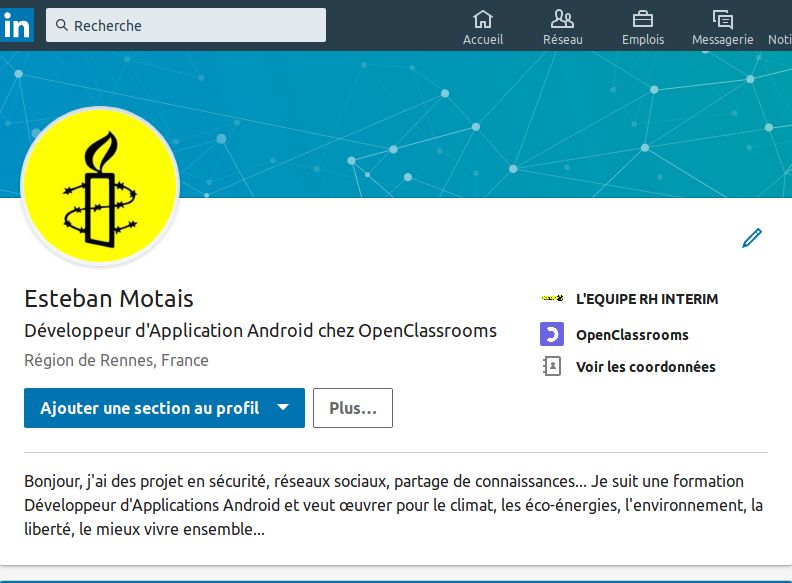 in
Recherche
Accueil
Réseau
Emplois
Messagerie
Noti
Esteban Motais
Développeur d'Application Android chez OpenClassrooms
Région de Rennes, France
L'EQUIPE RH INTERIM
OpenClassrooms
Voir les coordonnées
Ajouter une section au profil
Plus...
Bonjour, j'ai des projet en sécurité, réseaux sociaux, partage de connaissances... Je suit une formation
Développeur d'Applications Android et veut œuvrer pour le climat, les éco-énergies, l'environnement, la
liberté, le mieux vivre ensemble...